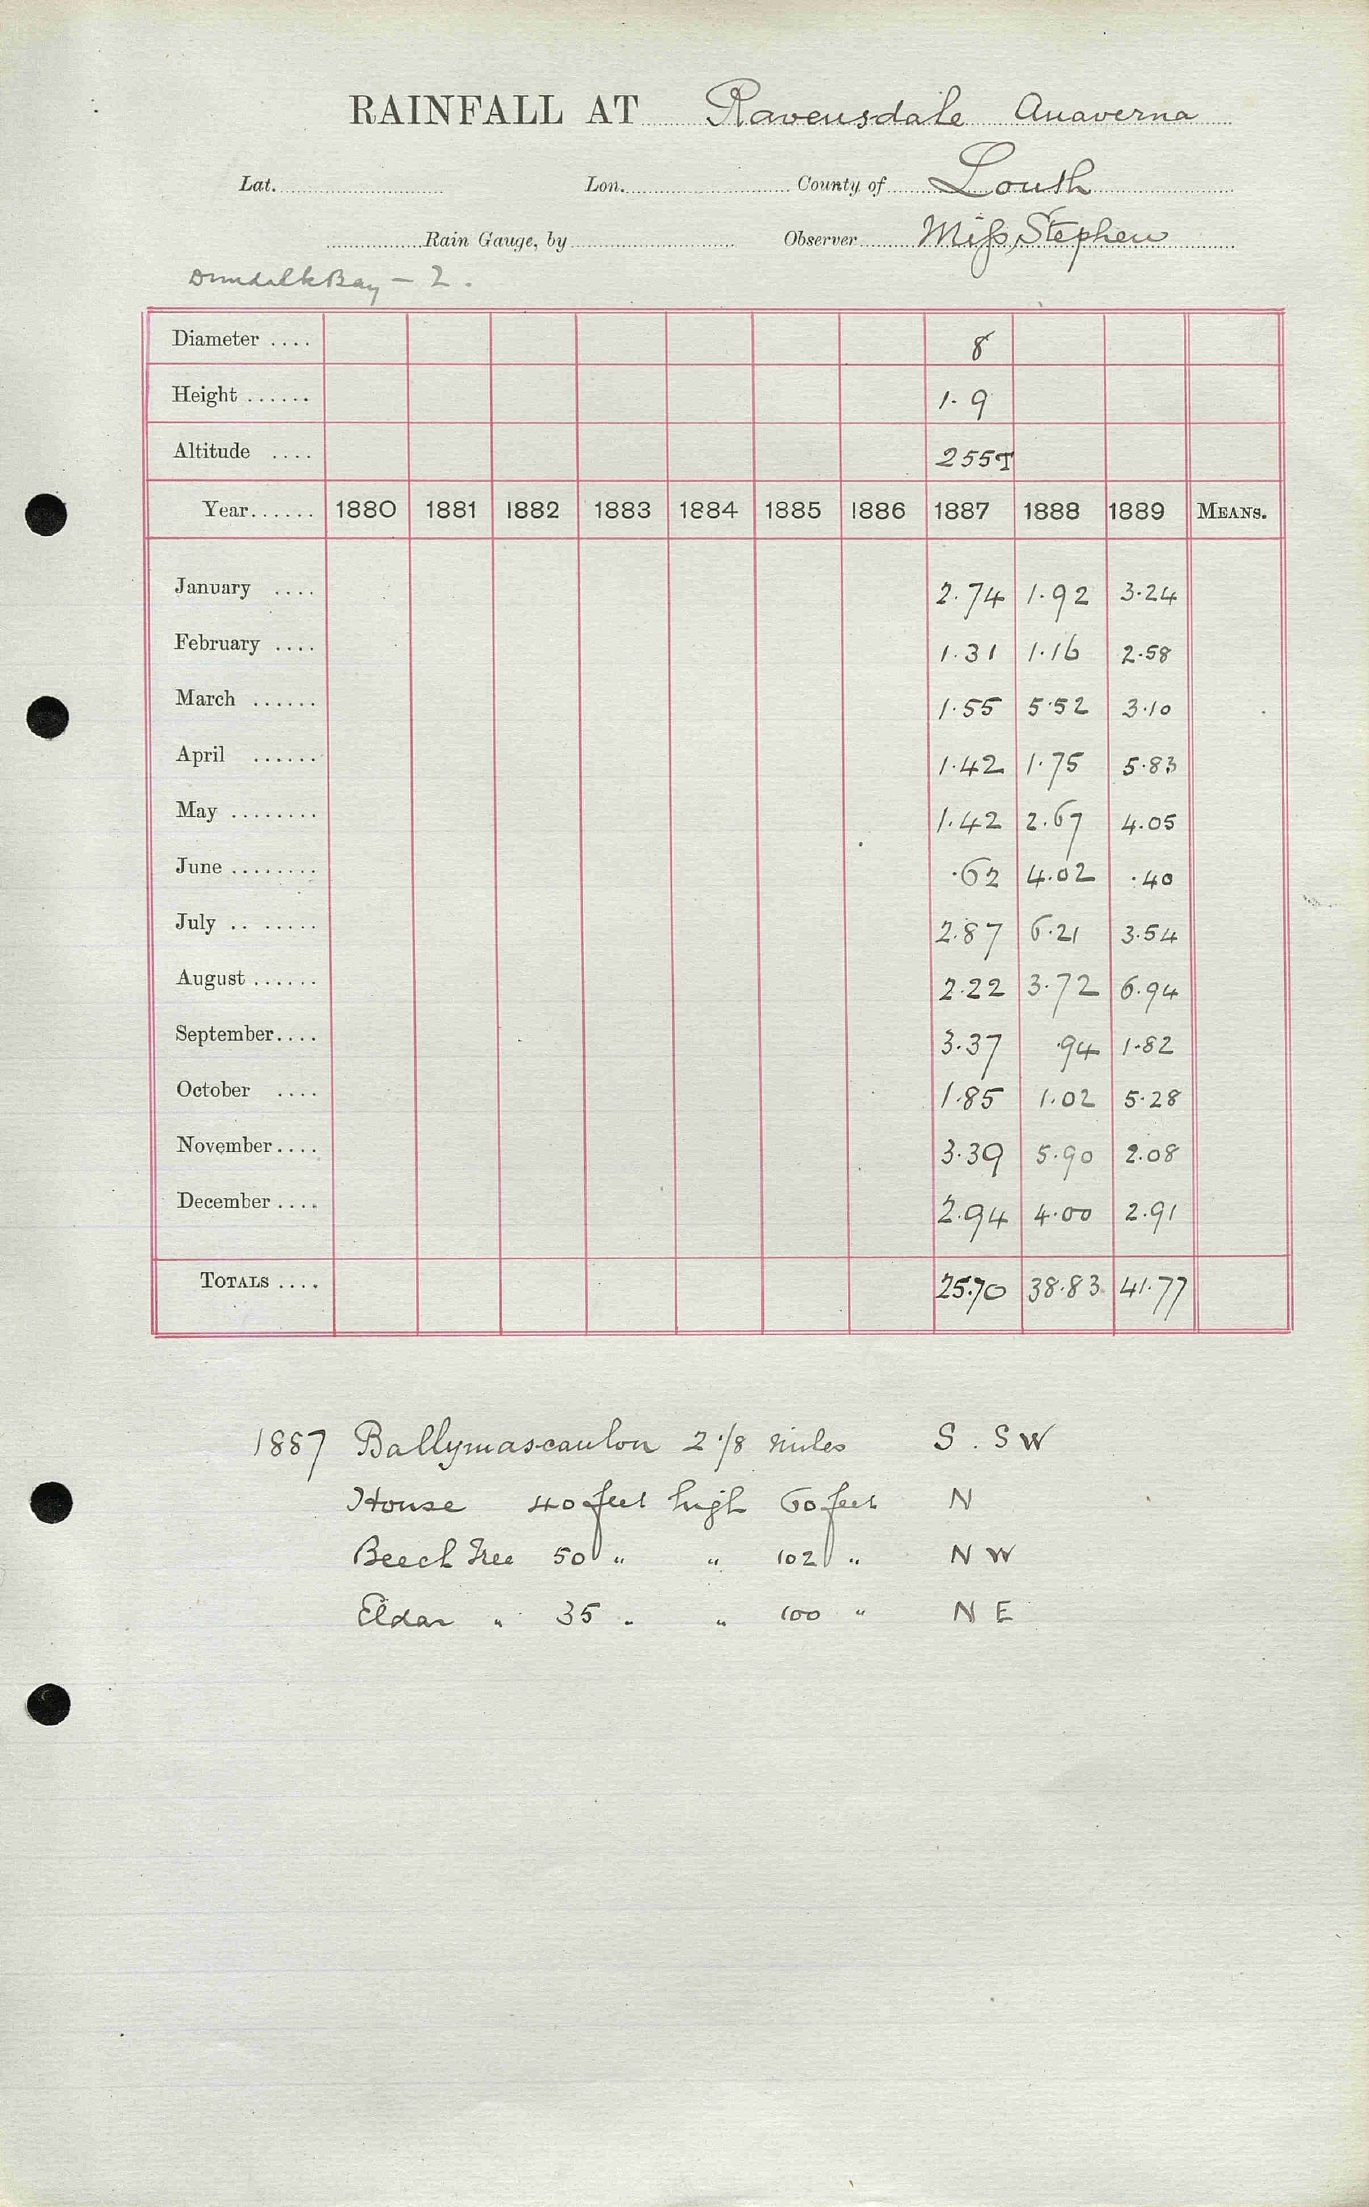 RAINFALL AT Ravensdale Anaverna
Lat. Lon. County of Louth
Rain Gauge, by Observer Miss Stephen
Dundalk Bay – 2.
Diameter .... 8
Height ...... 1.9
Altitude .... 255T
Year...... 1880 1881 1882 1883 1884 1885 1886 1887 1888 1889 MEANS.
January .... 2.74 1.92 3.24
February .... 1.31 1.16 2.58
March ...... 1.55 5.52 3.10
April ...... 1.42 1.75 5.83
May ........ 1.42 2.67 4.05
June ........ .62 4.02 .40
July .. ..... 2.87 6.21 3.54
August ...... 2.22 3.72 6.94
September.... 3.37 .94 1.82
October .... 1.85 1.02 5.28
November.... 3.39 5.90 2.08
December .... 2.94 4.00 2.91
TOTALS .... 25.70 38.83 41.77
1887 Ballymascanlon 2 1/8 miles S. SW
House 40 feet high 60 feet N
Beech Tree 50 " " 102 " N W
Eldar " 35 " " 100 " N E